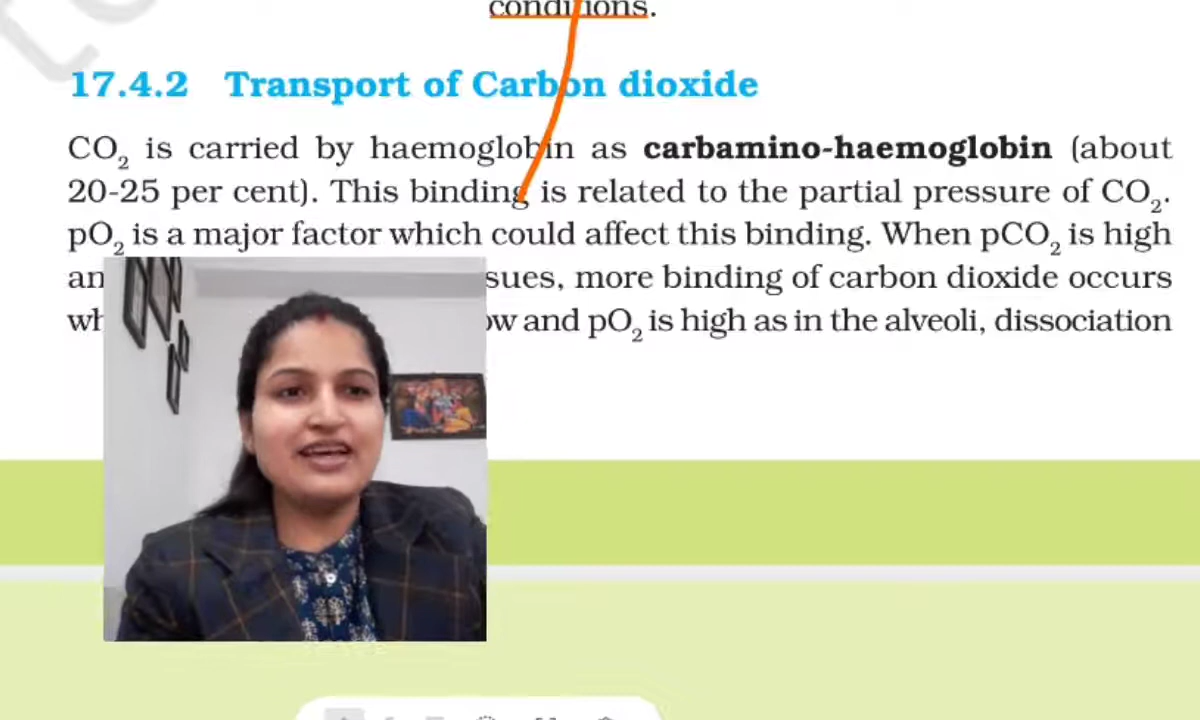 conditions.
17.4.2 Transport of Carbon dioxide
CO₂ is carried by haemoglobin as carbamino-haemoglobin (about
20-25 per cent). This binding is related to the partial pressure of CO₂.
pO₂ is a major factor which could affect this binding. When pCO₂ is high
more binding of carbon dioxide occurs
and pO₂ is high as in the alveoli, dissociation